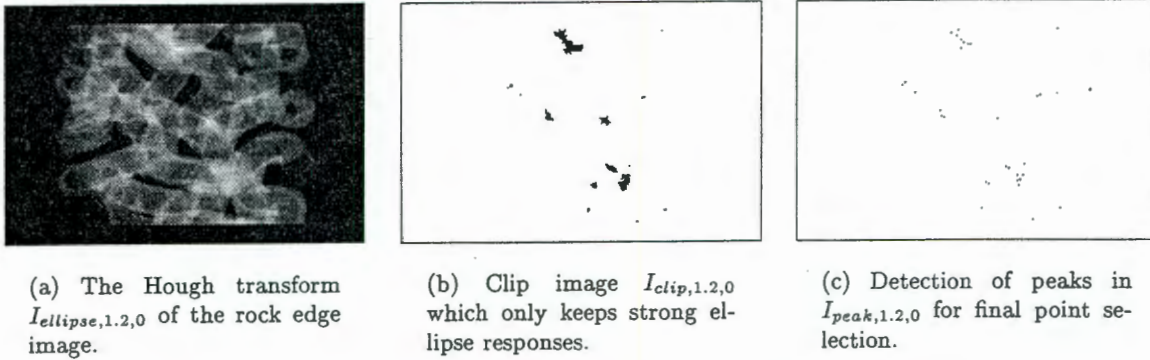 (a) The Hough transform
I_{ellipse,1.2,0} of the rock edge
image.
(b) Clip image I_{clip,1.2,0}
which only keeps strong el-
lipse responses.
(c) Detection of peaks in
I_{peak,1.2,0} for final point se-
lection.